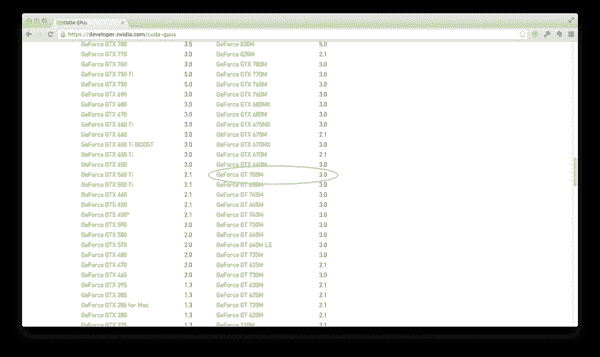 CUDA GPUs
https://developer.nvidia.com/cuda-gpus
GeForce GTX 780 3.5 GeForce 830M 5.0
GeForce GTX 770 3.0 GeForce 820M 2.1
GeForce GTX 760 3.0 GeForce GTX 780M 3.0
GeForce GTX 750 Ti 5.0 GeForce GTX 770M 3.0
GeForce GTX 750 5.0 GeForce GTX 765M 3.0
GeForce GTX 690 3.0 GeForce GTX 760M 3.0
GeForce GTX 680 3.0 GeForce GTX 680MX 3.0
GeForce GTX 670 3.0 GeForce GTX 680M 3.0
GeForce GTX 660 Ti 3.0 GeForce GTX 675MX 3.0
GeForce GTX 660 3.0 GeForce GTX 675M 2.1
GeForce GTX 650 Ti BOOST 3.0 GeForce GTX 670MX 3.0
GeForce GTX 650 Ti 3.0 GeForce GTX 670M 2.1
GeForce GTX 650 3.0 GeForce GTX 660M 3.0
GeForce GTX 560 Ti 2.1 GeForce GT 750M 3.0
GeForce GTX 550 Ti 2.1 GeForce GT 650M 3.0
GeForce GTX 460 2.1 GeForce GT 745M 3.0
GeForce GTS 450 2.1 GeForce GT 645M 3.0
GeForce GTS 450* 2.1 GeForce GT 740M 3.0
GeForce GTX 590 2.0 GeForce GT 730M 3.0
GeForce GTX 580 2.0 GeForce GT 640M 3.0
GeForce GTX 570 2.0 GeForce GT 640M LE 3.0
GeForce GTX 480 2.0 GeForce GT 735M 3.0
GeForce GTX 470 2.0 GeForce GT 635M 2.1
GeForce GTX 465 2.0 GeForce GT 730M 3.0
GeForce GTX 295 1.3 GeForce GT 630M 2.1
GeForce GTX 285 1.3 GeForce GT 625M 2.1
GeForce GTX 285 for Mac 1.3 GeForce GT 720M 2.1
GeForce GTX 280 1.3 GeForce GT 620M 2.1
GeForce GTX 275 1.3 GeForce 710M 2.1